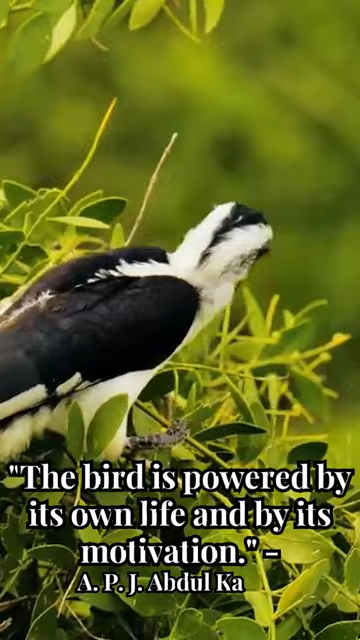 "The bird is powered by
its own life and by its
motivation." -
A. P. J. Abdul Ka